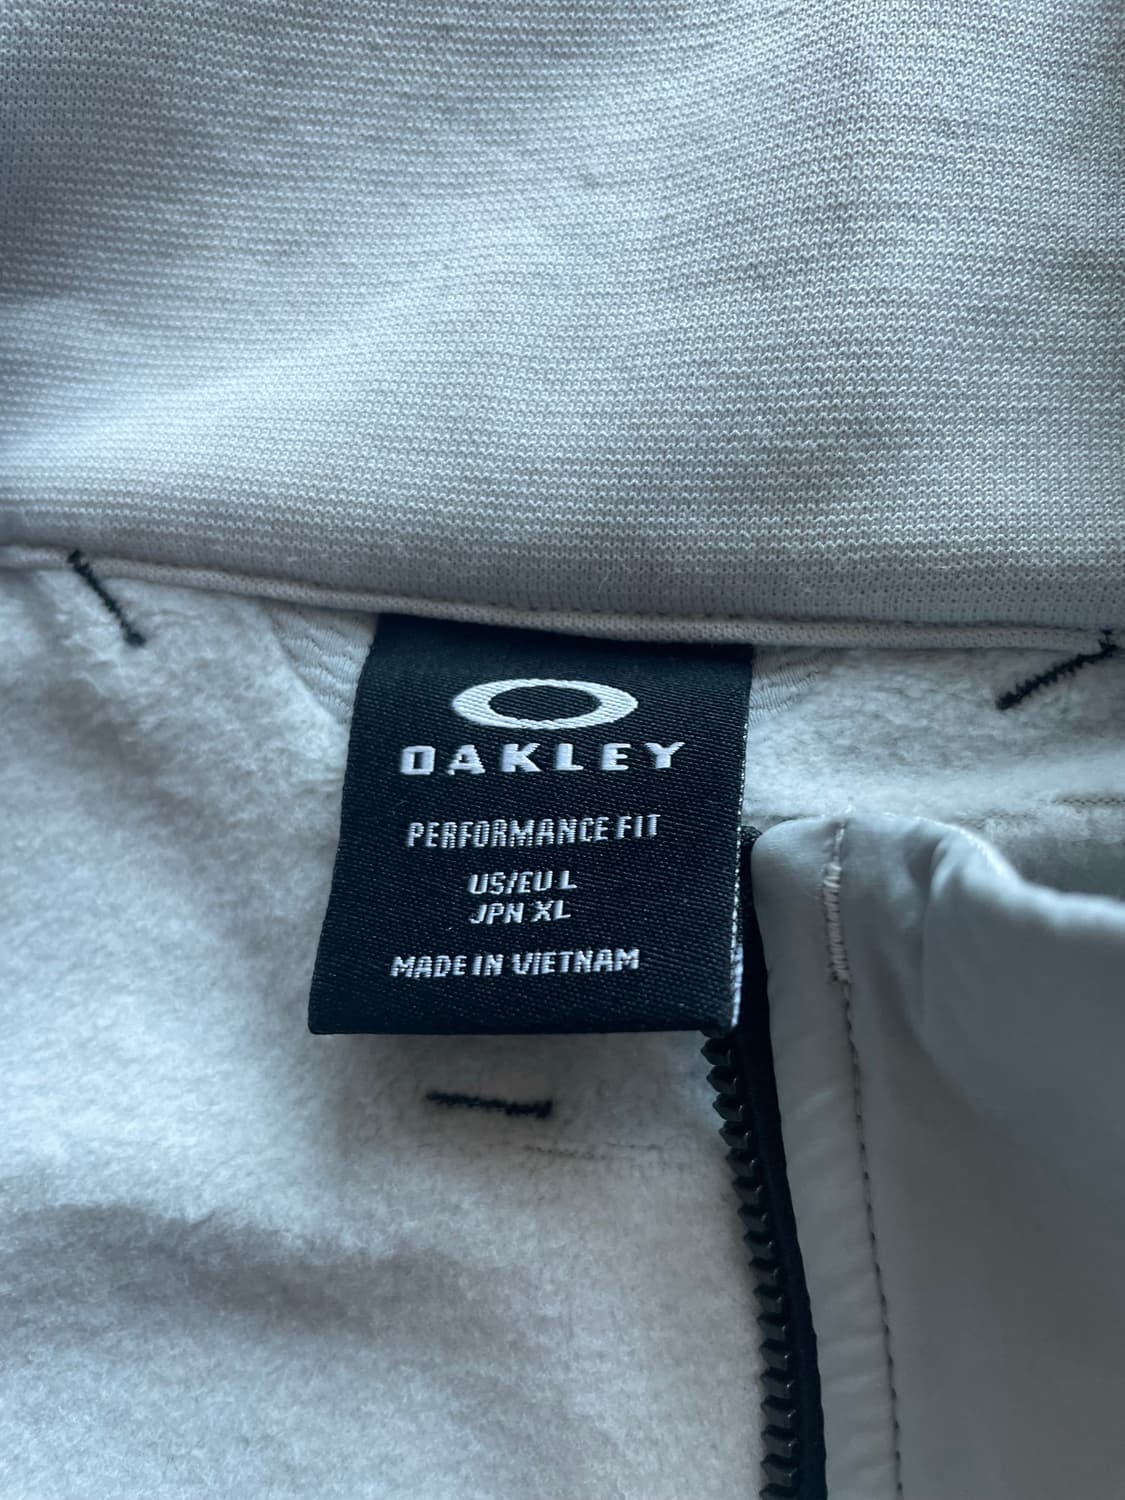 OAKLEY
PERFORMANCE FIT
US/EU L
JPN XL
MADE IN VIETNAM